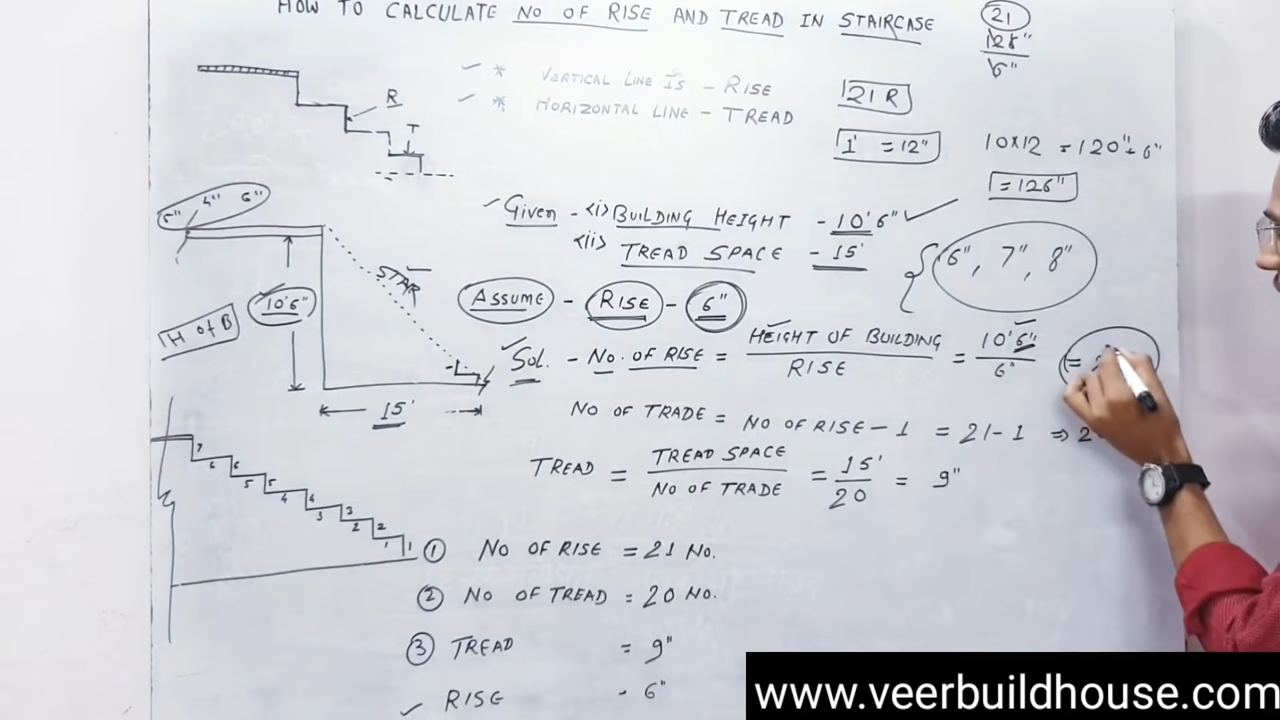 HOW TO CALCULATE NO OF RISE AND TREAD IN STAIRCASE
21
126"
6"
* VERTICAL LINE IS - RISE
* HORIZONTAL LINE - TREAD
21 R
1' = 12"
10x12 = 120" + 6"
= 126"
R
T
5" 4" 6"
GIVEN - <i> BUILDING HEIGHT - 10' 6"
<ii> TREAD SPACE - 15'
6", 7", 8"
STAR
10'6"
H OF B
15'
ASSUME - RISE - 6"
SOL. - NO. OF RISE = HEIGHT OF BUILDING / RISE = 10'6" / 6" =
NO OF TRADE = NO OF RISE - 1 = 21-1 ⇒ 2
TREAD = TREAD SPACE / NO OF TRADE = 15' / 20 = 9"
7 6 6 5 5 4 4 3 3 2 2 1 1
① NO OF RISE = 21 NO.
② NO OF TREAD = 20 NO.
③ TREAD = 9"
RISE - 6"
www.veerbuildhouse.com